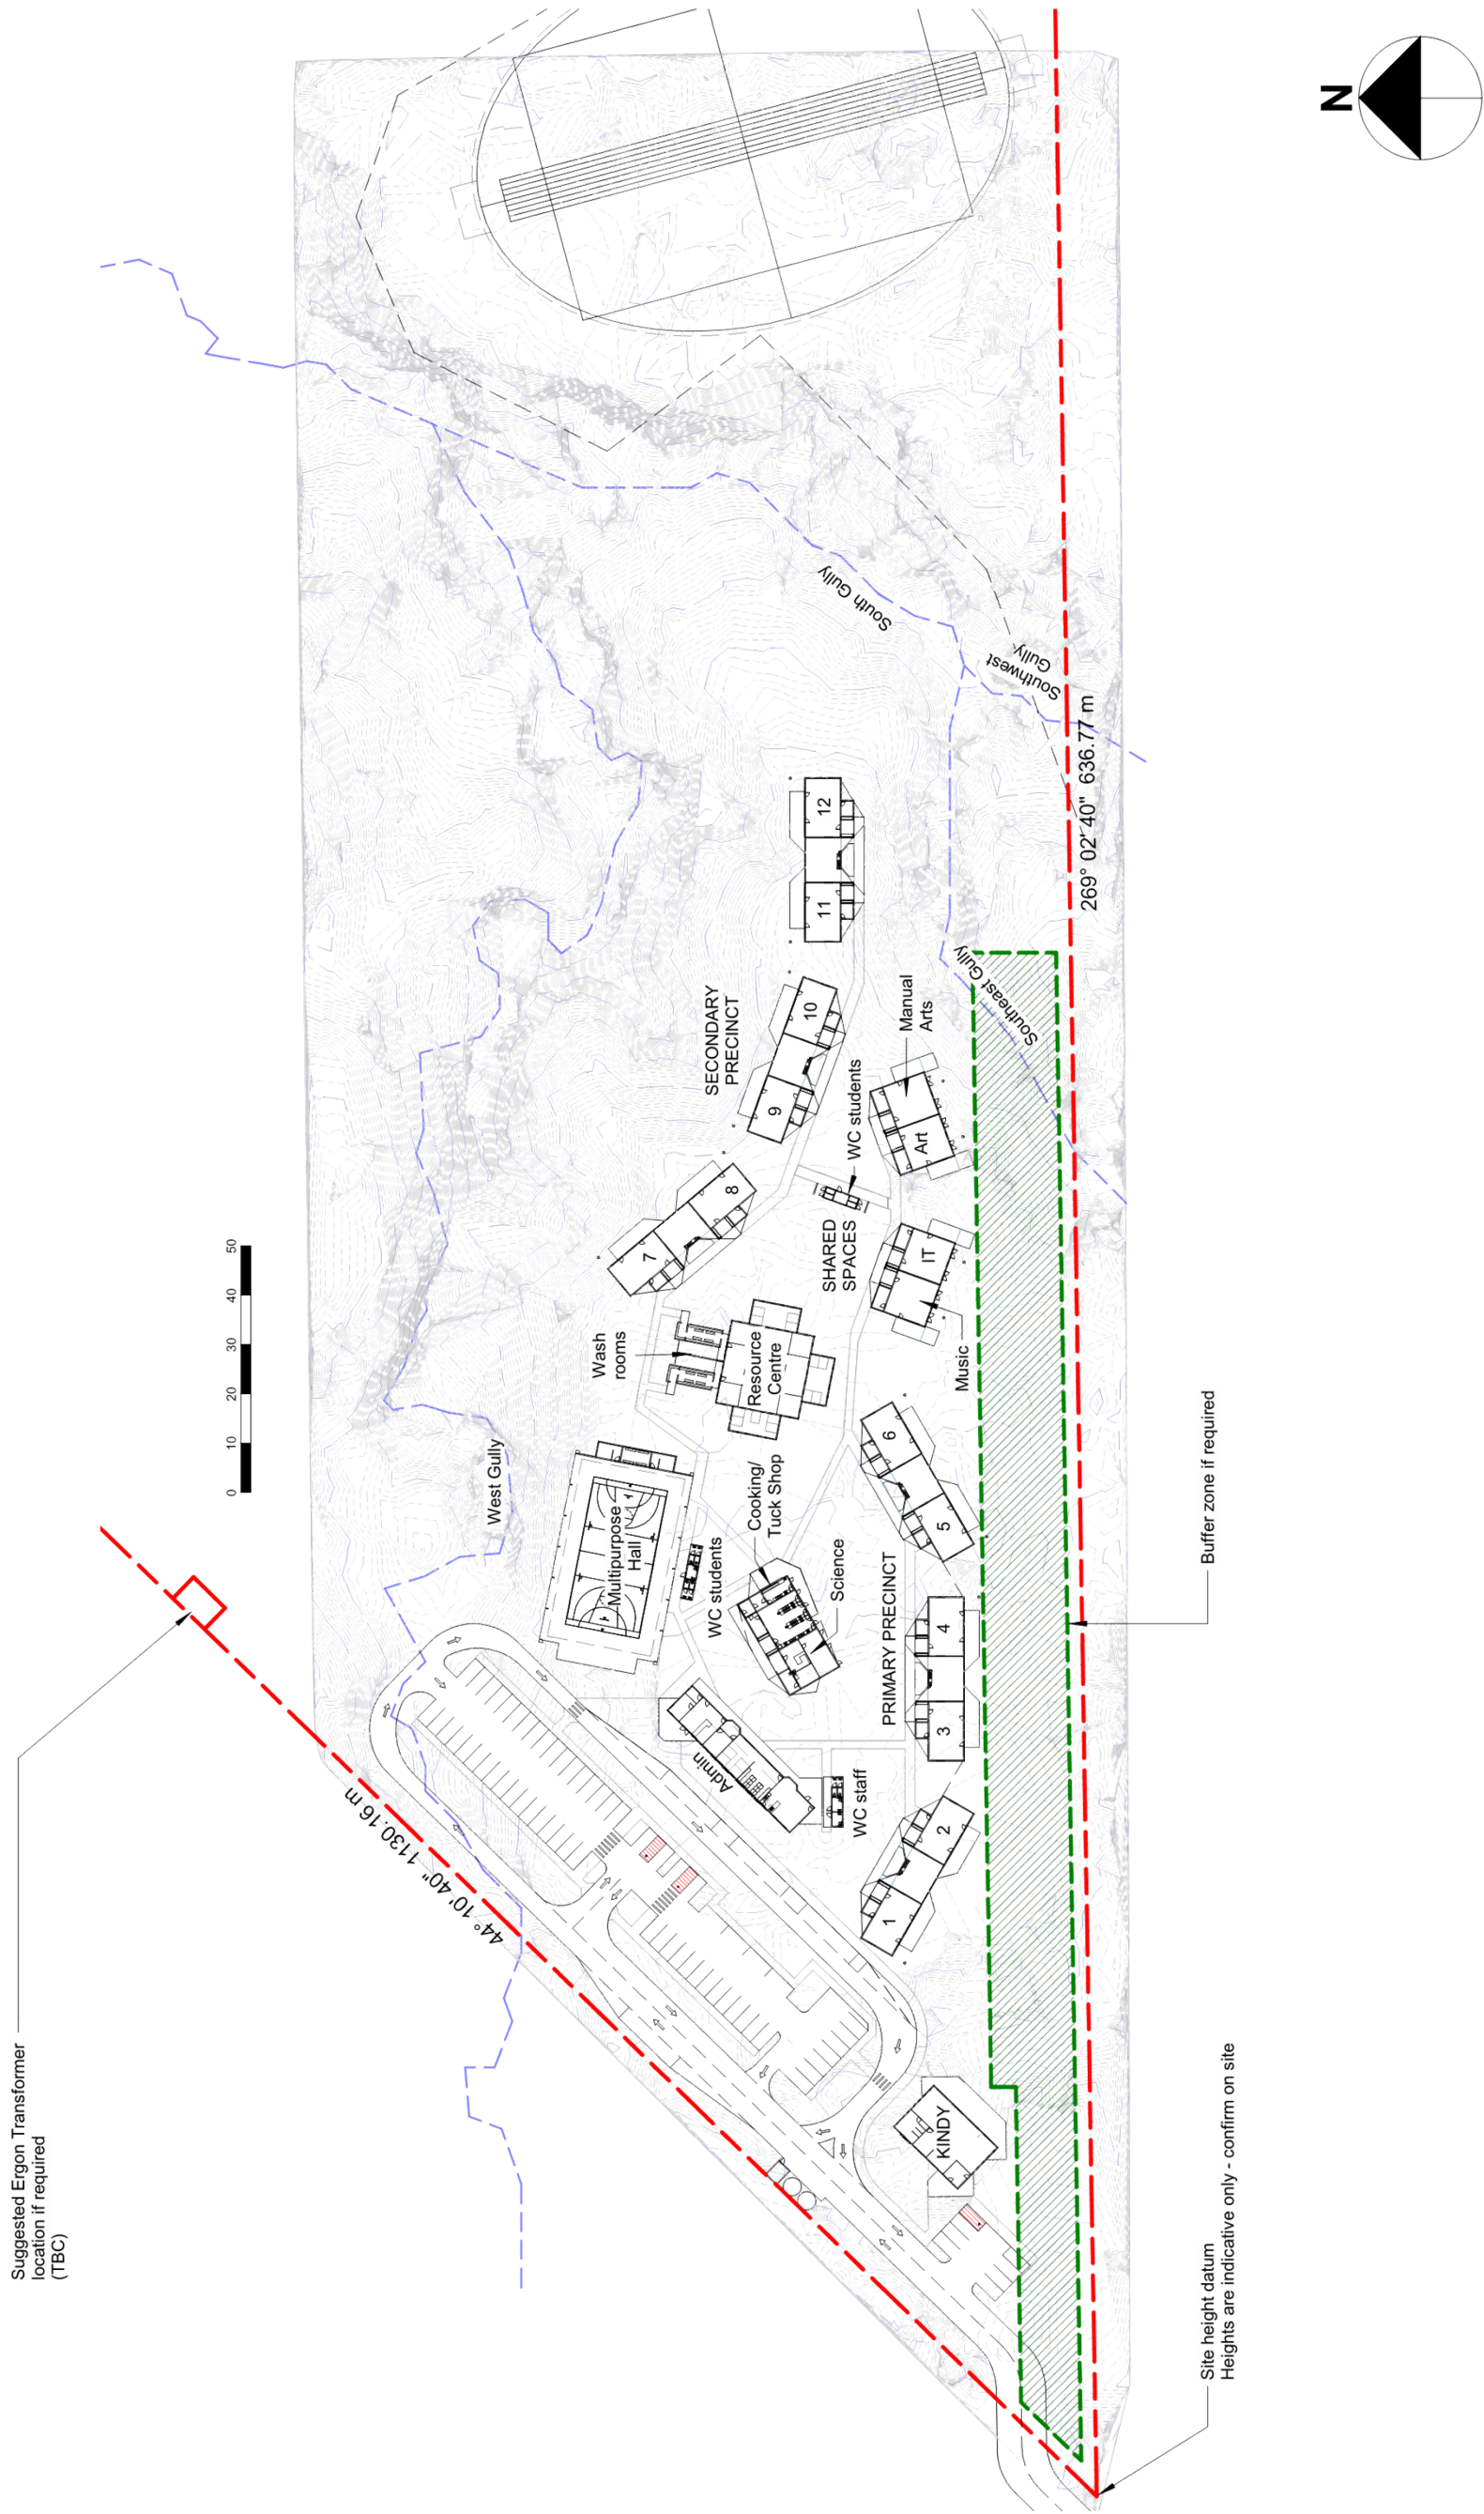 Suggested Ergon Transformer
location if required
(TBC)
44° 10' 40" 1130.16 m
0 10 20 30 40 50
West Gully
South Gully
Southwest
Gully
Southeast Gully
269° 02' 40" 636.77 m
SECONDARY
PRECINCT
7
8
9
10
11
12
Wash
rooms
Resource
Centre
SHARED
SPACES
WC students
Manual
Arts
Art
IT
Music
Multipurpose
Hall
WC students
Cooking/
Tuck Shop
Science
Admin
WC staff
PRIMARY PRECINCT
1
2
3
4
5
6
KINDY
Buffer zone if required
Site height datum
Heights are indicative only - confirm on site
N